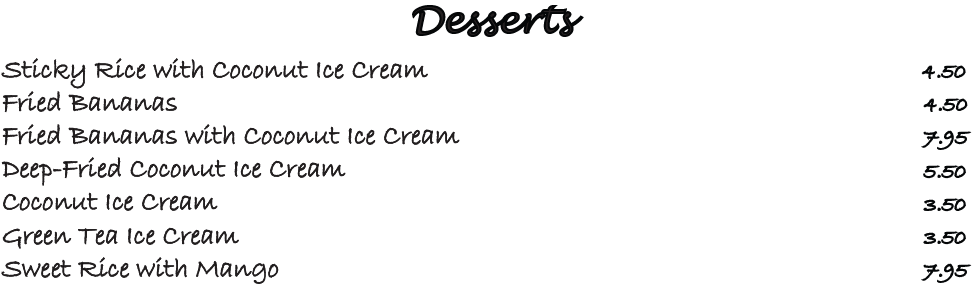 Desserts
Sticky Rice with Coconut Ice Cream 4.50
Fried Bananas 4.50
Fried Bananas with Coconut Ice Cream 7.95
Deep-Fried Coconut Ice Cream 5.50
Coconut Ice Cream 3.50
Green Tea Ice Cream 3.50
Sweet Rice with Mango 7.95